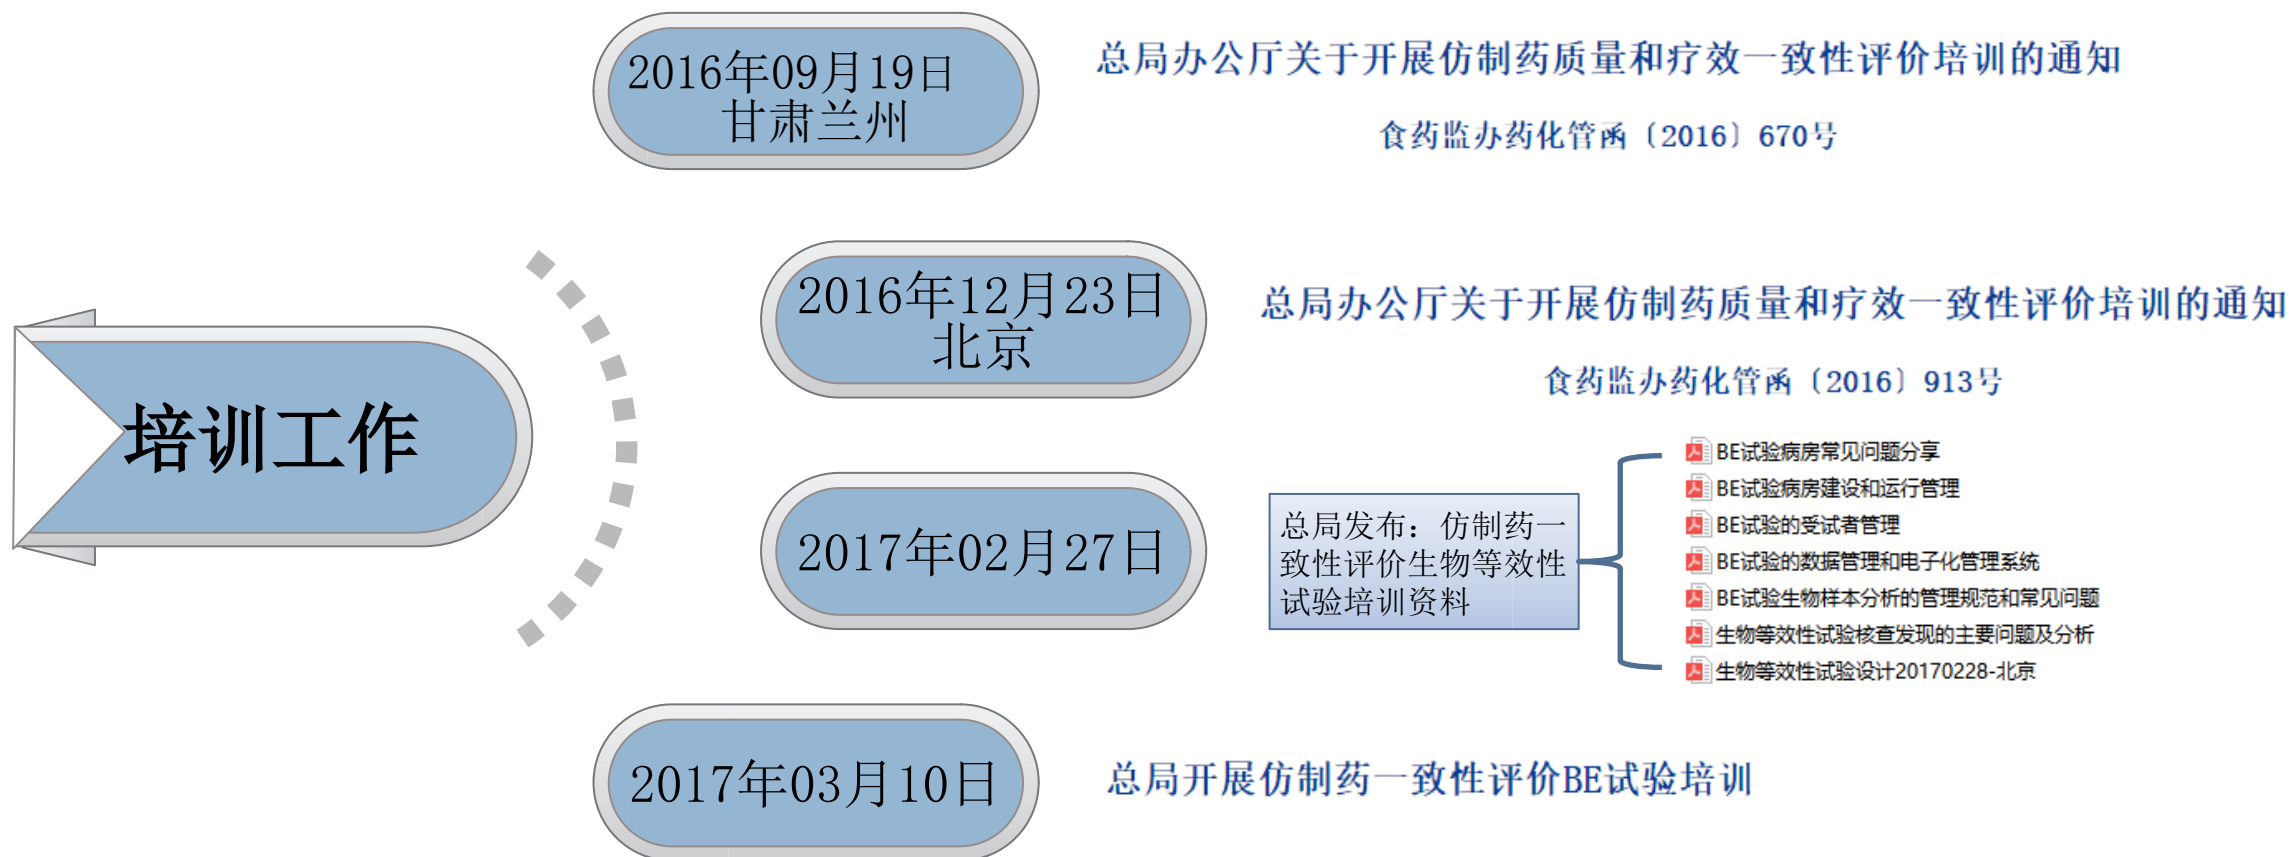 2016年09月19日
甘肃兰州
总局办公厅关于开展仿制药质量和疗效一致性评价培训的通知
食药监办药化管函〔2016〕670号
2016年12月23日
北京
总局办公厅关于开展仿制药质量和疗效一致性评价培训的通知
食药监办药化管函〔2016〕913号
培训工作
2017年02月27日
总局发布：仿制药一
致性评价生物等效性
试验培训资料
BE试验病房常见问题分享
BE试验病房建设和运行管理
BE试验的受试者管理
BE试验的数据管理和电子化管理系统
BE试验生物样本分析的管理规范和常见问题
生物等效性试验核查发现的主要问题及分析
生物等效性试验设计20170228-北京
2017年03月10日
总局开展仿制药一致性评价BE试验培训